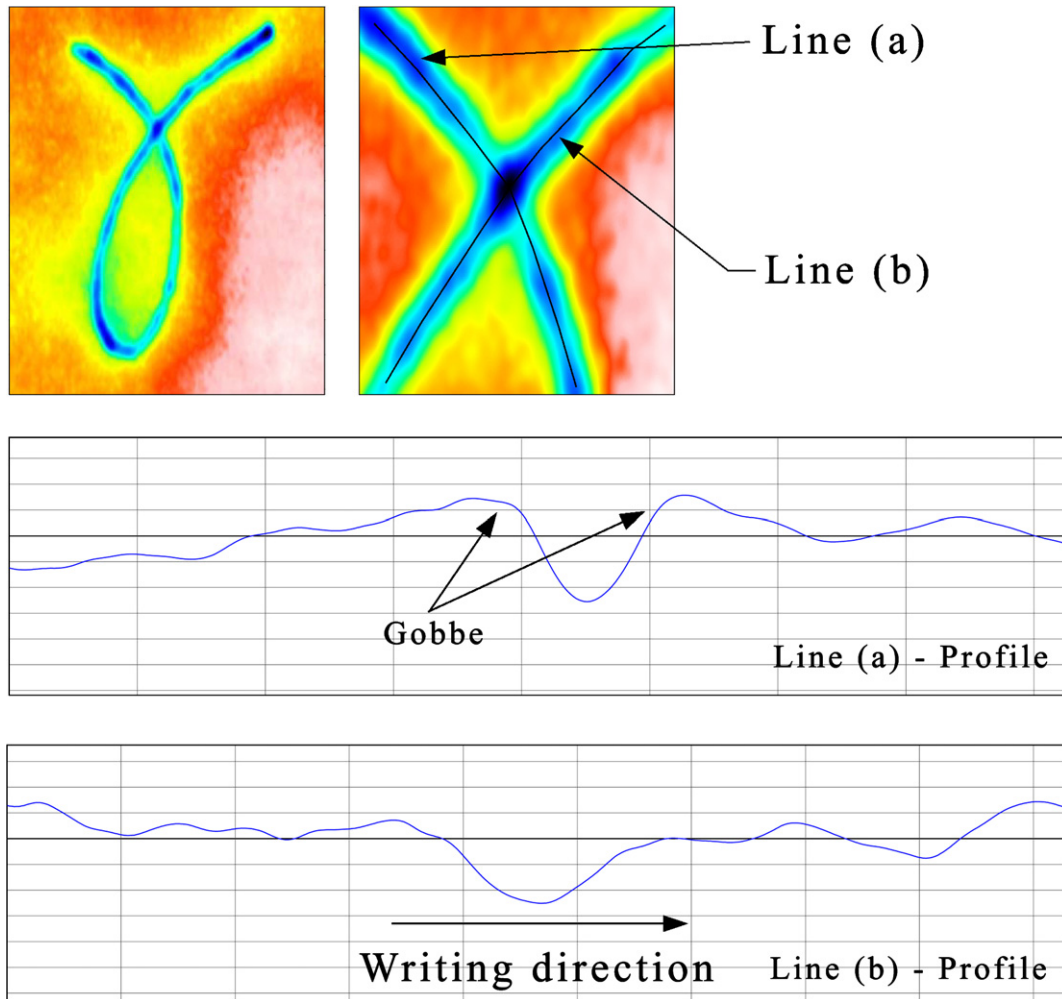 Line (a)
Line (b)
Gobbe
Line (a) - Profile
Writing direction
Line (b) - Profile